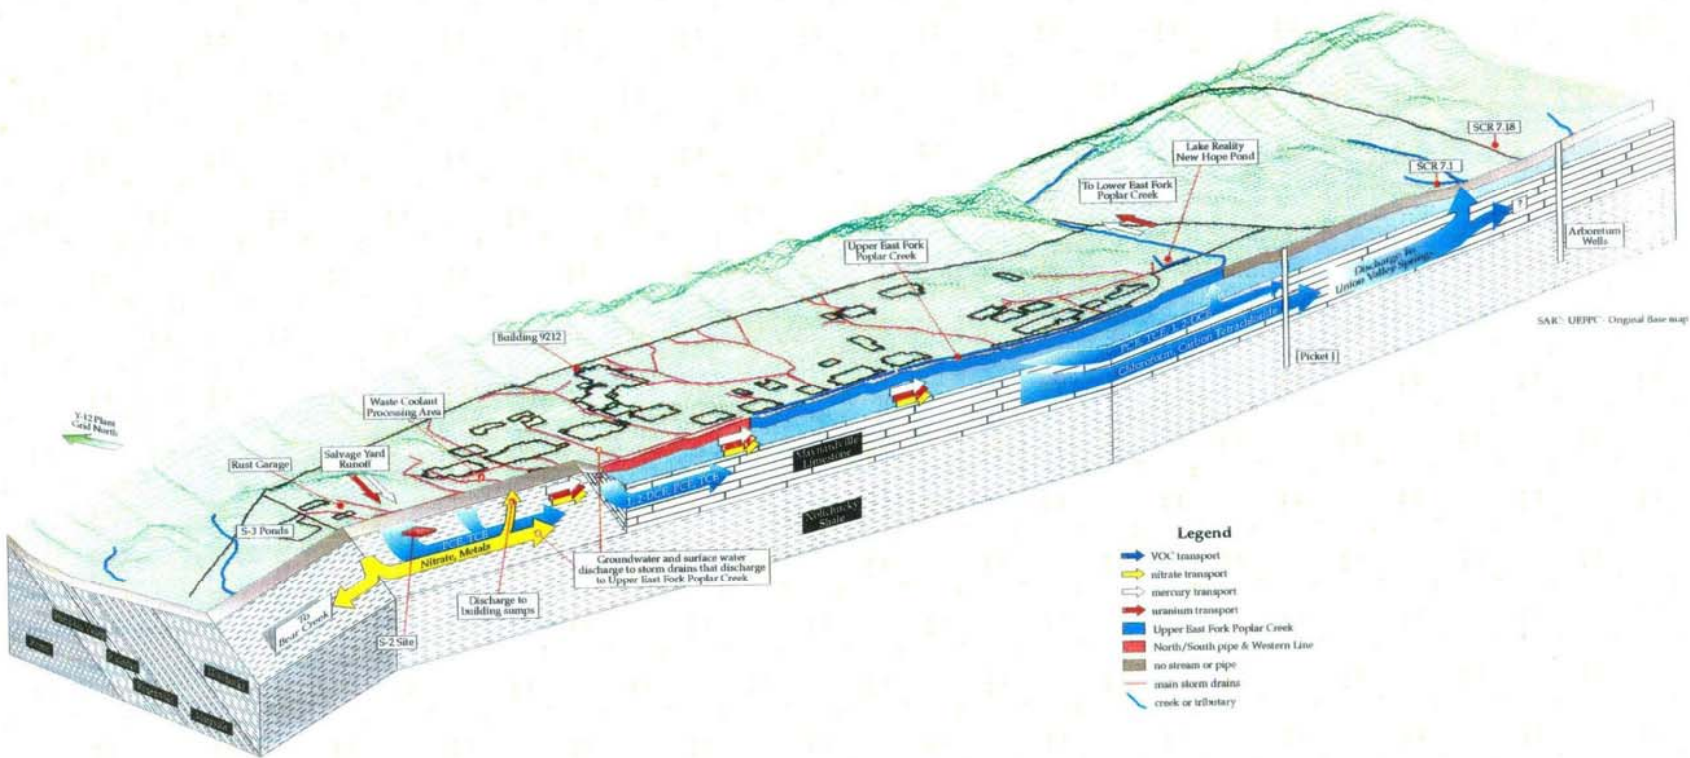 SCR 7.18
Lake Reality
New Hope Pond
SCR 7.1
To Lower East Fork
Poplar Creek
?
Arboretum
Wells
Upper East Fork
Poplar Creek
Discharge to
Union Valley Springs
PCE, TCE, 1, 2-DCE
Chloroform, Carbon Tetrachloride
Original Base map
[Picket J]
Building 9212
Waste Coolant
Processing Area
Y-12 Plant
Grid North
Salvage Yard
Runoff
Rust Garage
S-3 Ponds
Maynardville
Limestone
Nolichucky
Shale
PCE, TCE
Nitrate, Metals
Groundwater and surface water
discharge to storm drains that discharge
to Upper East Fork Poplar Creek
Discharge to
building sumps
To
Bear Creek
S-2 Site
Legend
VOC transport
nitrate transport
mercury transport
uranium transport
Upper East Fork Poplar Creek
North/South pipe & Western Line
no stream or pipe
main storm drains
creek or tributary